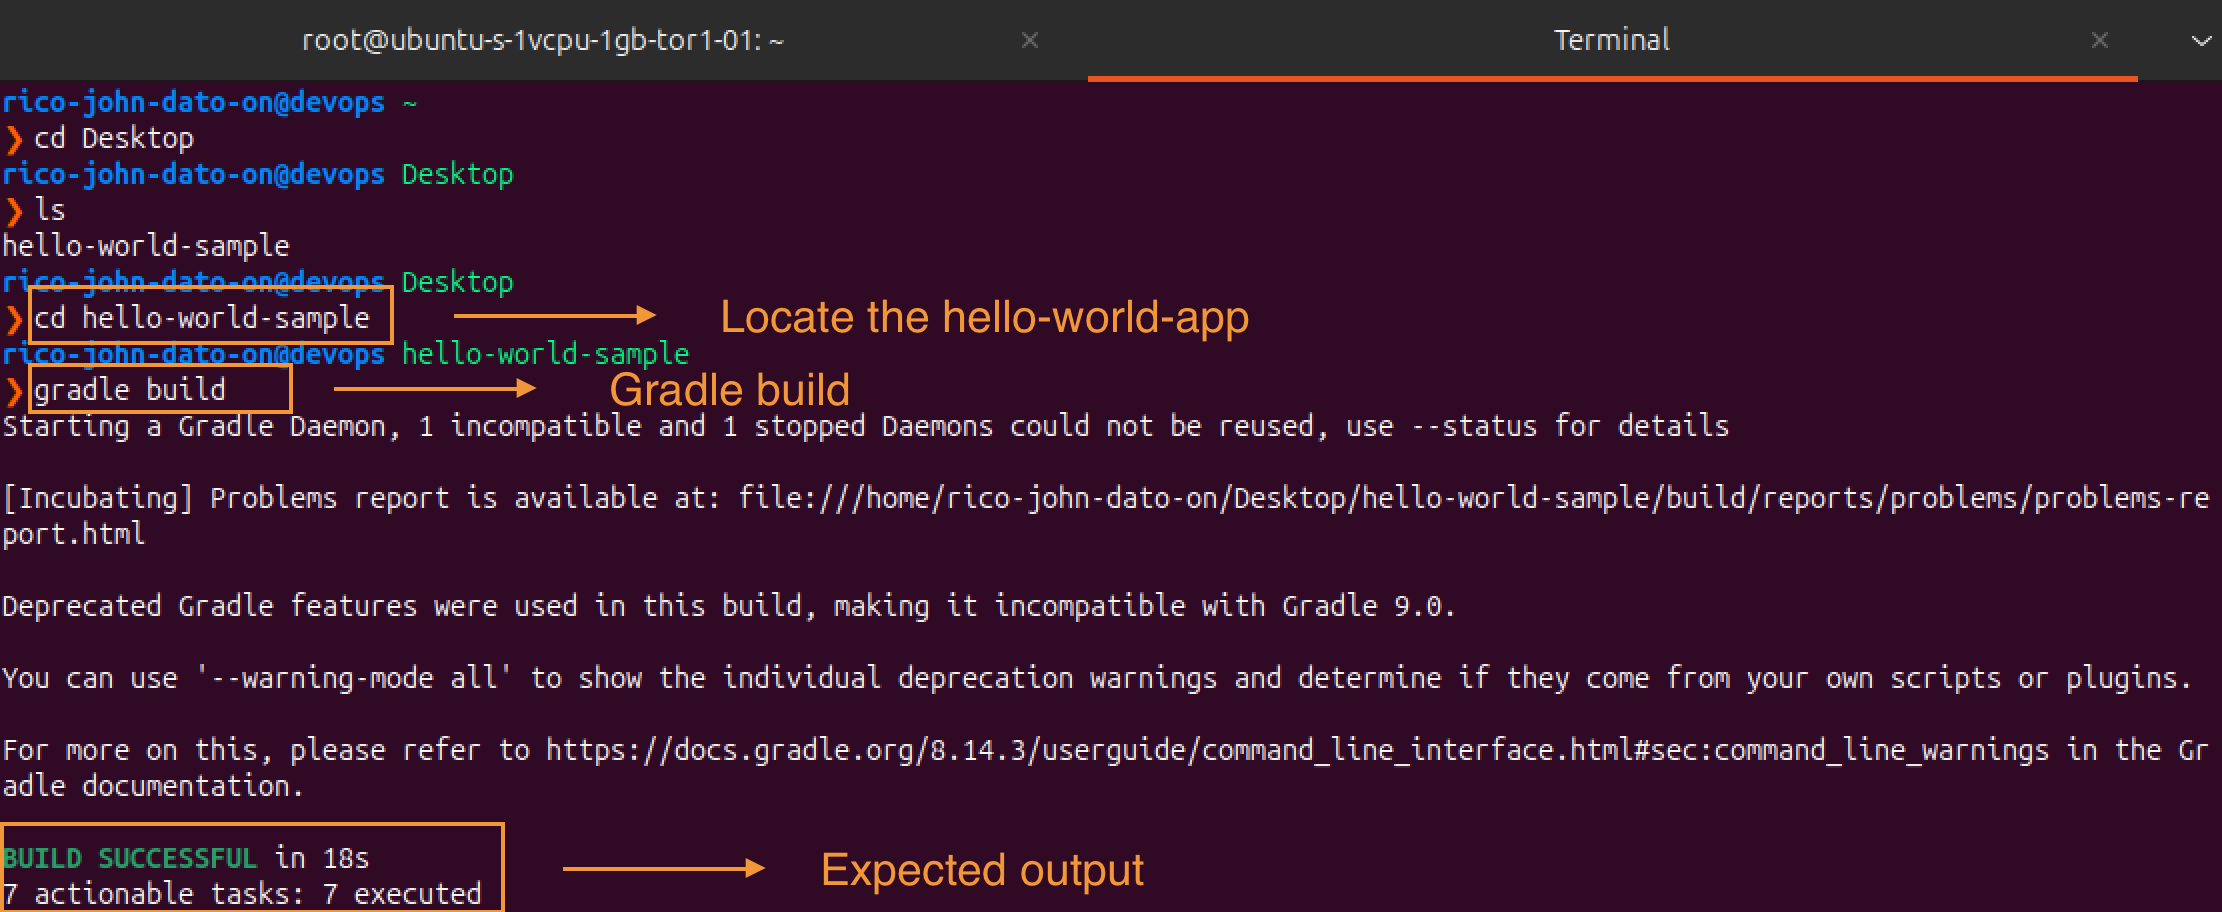 root@ubuntu-s-1vcpu-1gb-tor1-01: ~
Terminal
rico-john-dato-on@devops ~
❯ cd Desktop
rico-john-dato-on@devops Desktop
❯ ls
hello-world-sample
rico-john-dato-on@devops Desktop
❯ cd hello-world-sample
Locate the hello-world-app
rico-john-dato-on@devops hello-world-sample
❯ gradle build
Gradle build
Starting a Gradle Daemon, 1 incompatible and 1 stopped Daemons could not be reused, use --status for details
[Incubating] Problems report is available at: file:///home/rico-john-dato-on/Desktop/hello-world-sample/build/reports/problems/problems-re
port.html
Deprecated Gradle features were used in this build, making it incompatible with Gradle 9.0.
You can use '--warning-mode all' to show the individual deprecation warnings and determine if they come from your own scripts or plugins.
For more on this, please refer to https://docs.gradle.org/8.14.3/userguide/command_line_interface.html#sec:command_line_warnings in the Gr
adle documentation.
BUILD SUCCESSFUL in 18s
7 actionable tasks: 7 executed
Expected output